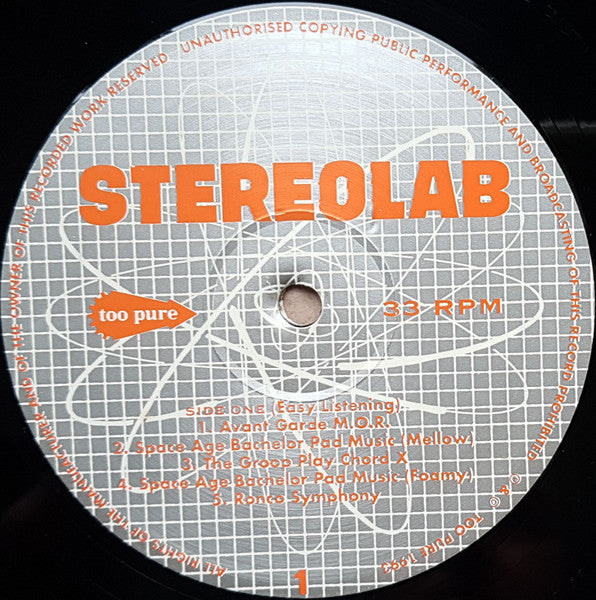 ALL RIGHTS OF THE MANUFACTURER AND OF THE OWNER OF THIS RECORDED WORK RESERVED UNAUTHORISED COPYING PUBLIC PERFORMANCE AND BROADCASTING OF THIS RECORD PROHIBITED
℗ & © TOO PURE 1993
STEREOLAB
too pure
33 RPM
SIDE ONE (Easy Listening)
1. Avant Garde M.O.R.
2. Space Age Bachelor Pad Music (Mellow)
3. The Groop Play Chord X
4. Space Age Bachelor Pad Music (Foamy)
5. Ronco Symphony
1